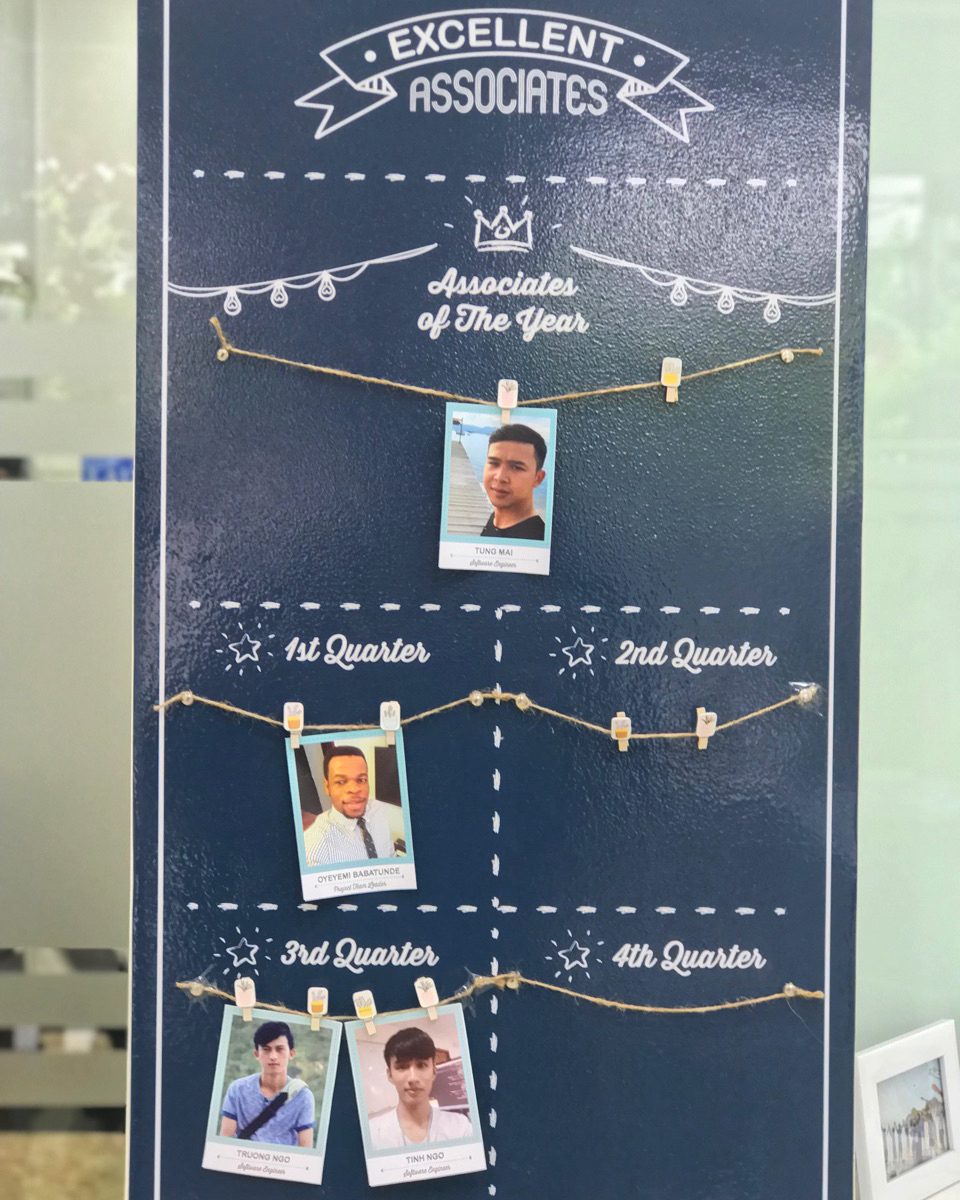 EXCELLENT
ASSOCIATES
Associates
of The Year
TUNG MAI
Software Engineer
1st Quarter
2nd Quarter
OYEYEMI BABATUNDE
Project Team Leader
3rd Quarter
4th Quarter
TRUONG NGO
Software Engineer
TINH NGO
Software Engineer